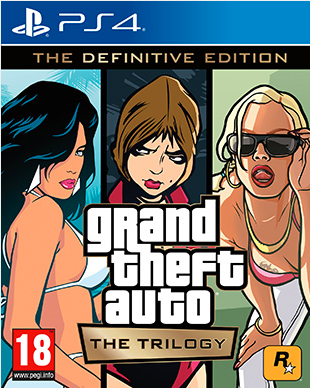 PS4
THE DEFINITIVE EDITION
grand
theft
auto
THE TRILOGY
18
www.pegi.info
R★